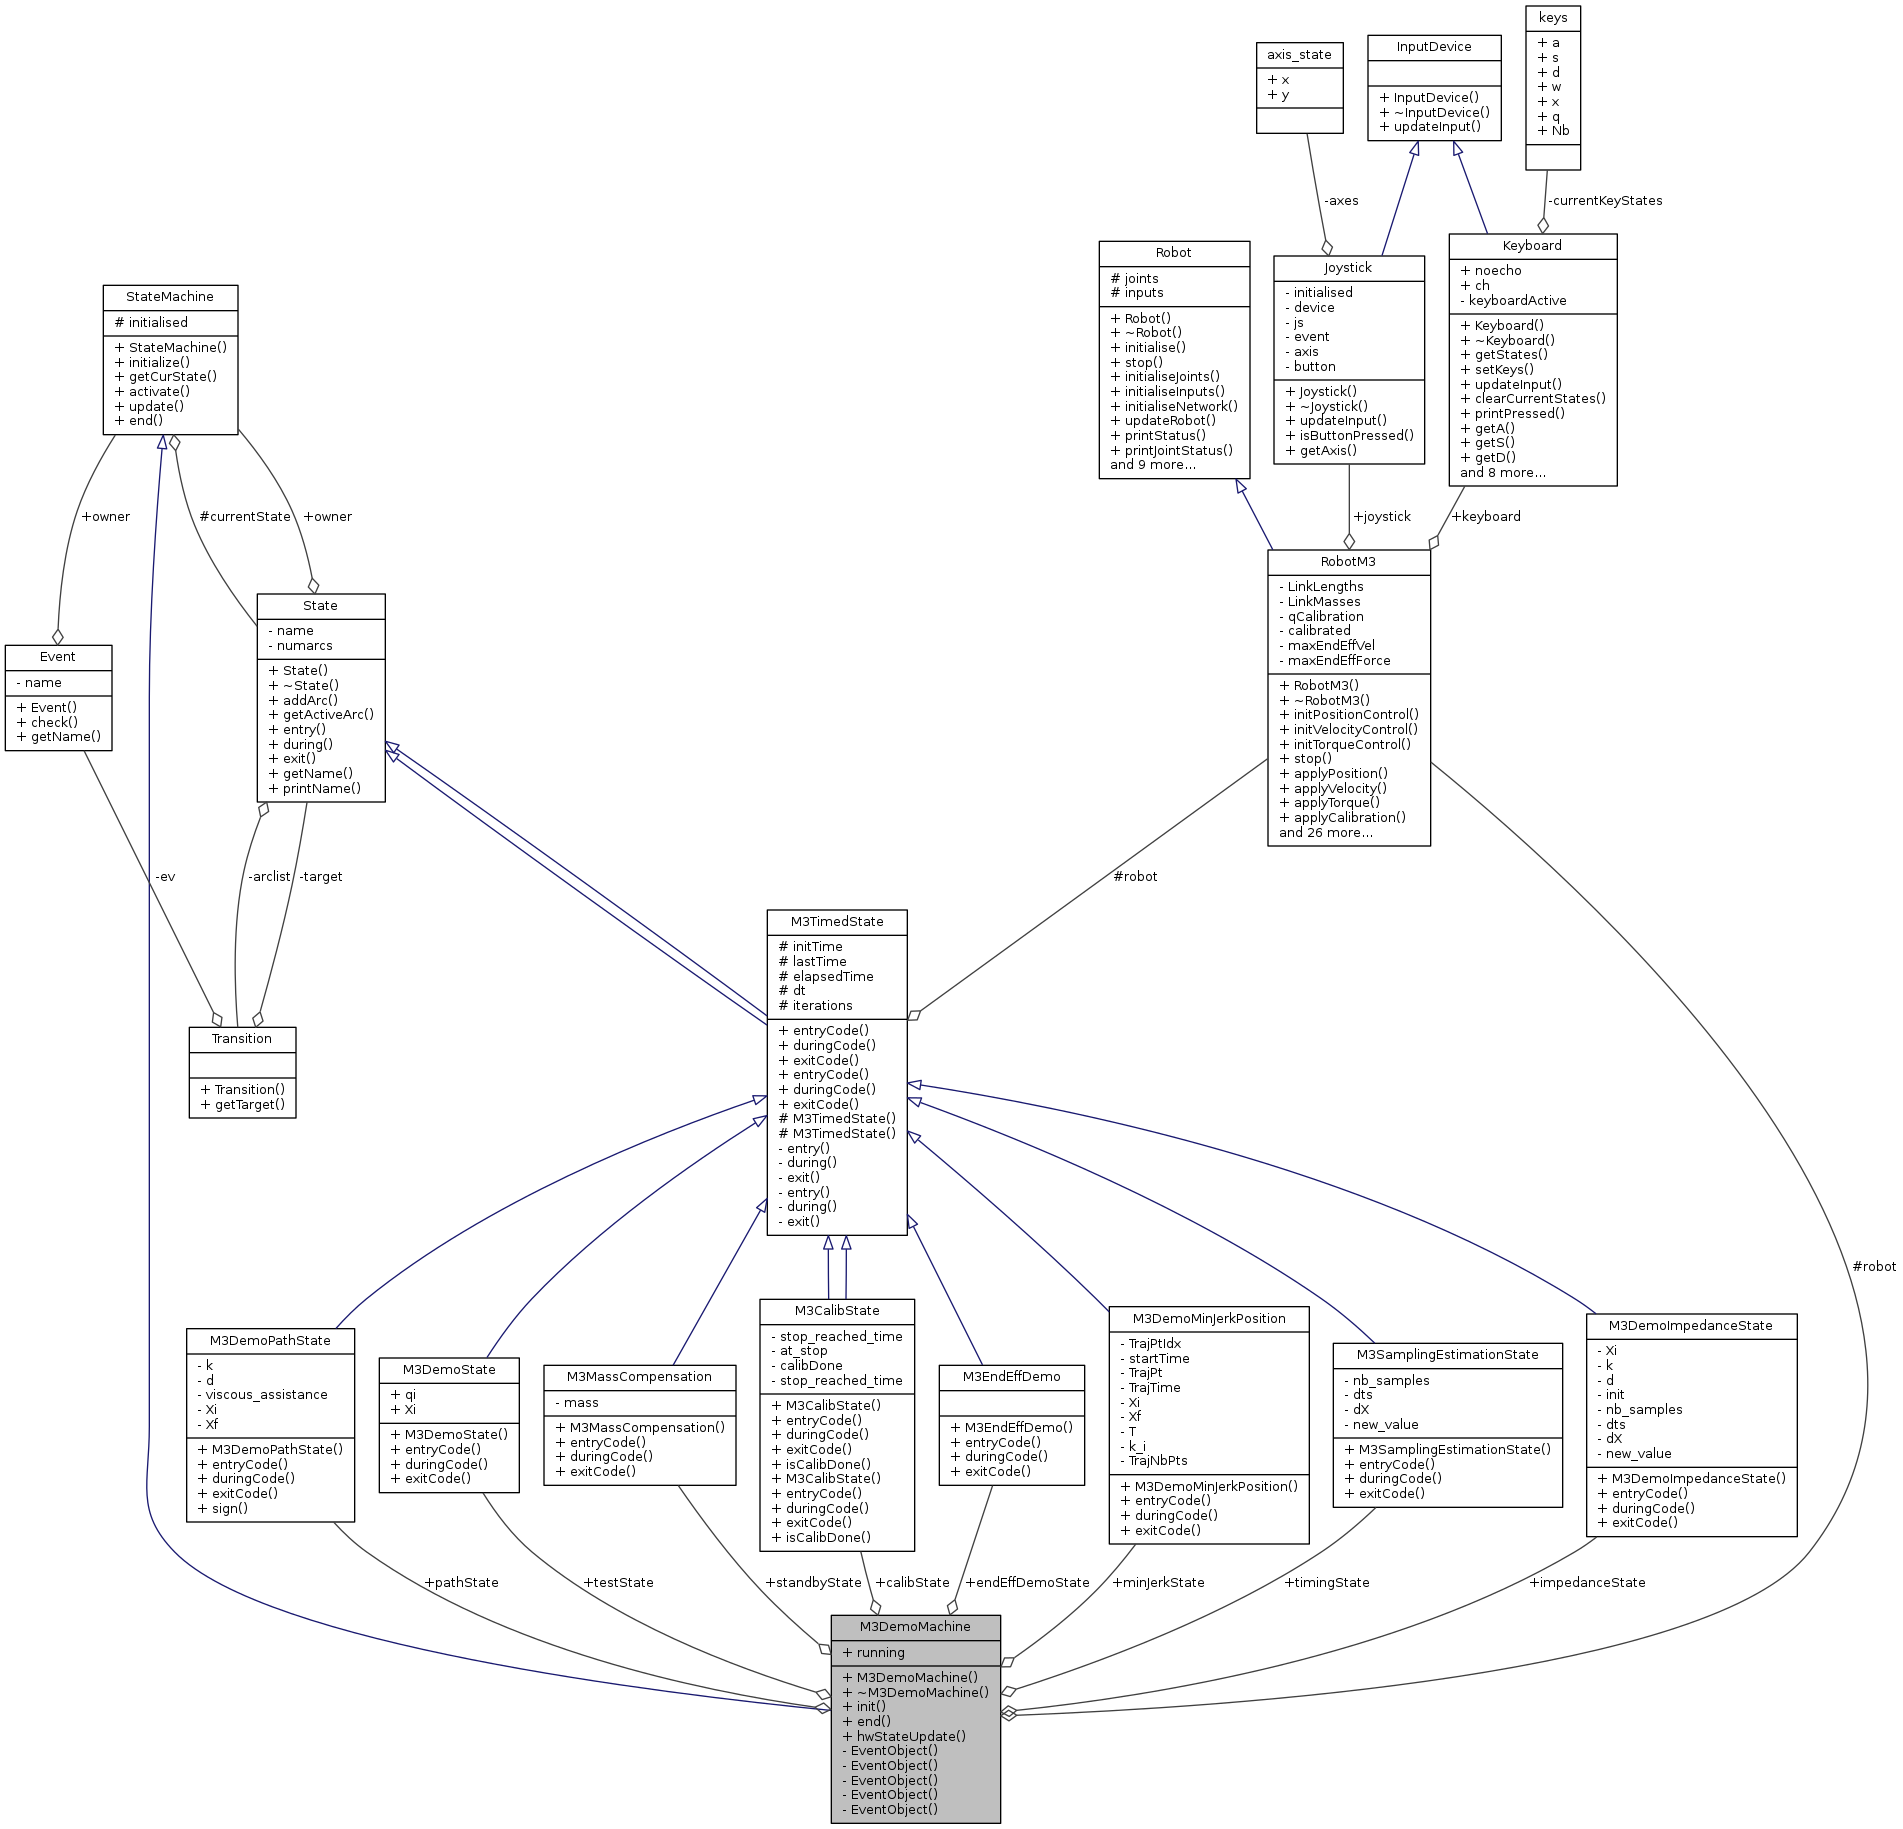 keys
+ a
+ s
+ d
+ w
+ x
+ q
+ Nb
axis_state
+ x
+ y
InputDevice
+ InputDevice()
+ ~InputDevice()
+ updateInput()
-axes
-currentKeyStates
Robot
# joints
# inputs
+ Robot()
+ ~Robot()
+ initialise()
+ stop()
+ initialiseJoints()
+ initialiseInputs()
+ initialiseNetwork()
+ updateRobot()
+ printStatus()
+ printJointStatus()
and 9 more...
Joystick
- initialised
- device
- js
- event
- axis
- button
+ Joystick()
+ ~Joystick()
+ updateInput()
+ isButtonPressed()
+ getAxis()
Keyboard
+ noecho
+ ch
- keyboardActive
+ Keyboard()
+ ~Keyboard()
+ getStates()
+ setKeys()
+ updateInput()
+ clearCurrentStates()
+ printPressed()
+ getA()
+ getS()
+ getD()
and 8 more...
StateMachine
# initialised
+ StateMachine()
+ initialize()
+ getCurState()
+ activate()
+ update()
+ end()
+owner
#currentState
+owner
+joystick
+keyboard
State
- name
- numarcs
+ State()
+ ~State()
+ addArc()
+ getActiveArc()
+ entry()
+ during()
+ exit()
+ getName()
+ printName()
Event
- name
+ Event()
+ check()
+ getName()
RobotM3
- LinkLengths
- LinkMasses
- qCalibration
- calibrated
- maxEndEffVel
- maxEndEffForce
+ RobotM3()
+ ~RobotM3()
+ initPositionControl()
+ initVelocityControl()
+ initTorqueControl()
+ stop()
+ applyPosition()
+ applyVelocity()
+ applyTorque()
+ applyCalibration()
and 26 more...
-ev
-arclist
-target
#robot
Transition
+ Transition()
+ getTarget()
M3TimedState
# initTime
# lastTime
# elapsedTime
# dt
# iterations
+ entryCode()
+ duringCode()
+ exitCode()
+ entryCode()
+ duringCode()
+ exitCode()
# M3TimedState()
# M3TimedState()
- entry()
- during()
- exit()
- entry()
- during()
- exit()
#robot
M3DemoPathState
- k
- d
- viscous_assistance
- Xi
- Xf
+ M3DemoPathState()
+ entryCode()
+ duringCode()
+ exitCode()
+ sign()
M3DemoState
+ qi
+ Xi
+ M3DemoState()
+ entryCode()
+ duringCode()
+ exitCode()
M3MassCompensation
- mass
+ M3MassCompensation()
+ entryCode()
+ duringCode()
+ exitCode()
M3CalibState
- stop_reached_time
- at_stop
- calibDone
- stop_reached_time
+ M3CalibState()
+ entryCode()
+ duringCode()
+ exitCode()
+ isCalibDone()
+ M3CalibState()
+ entryCode()
+ duringCode()
+ exitCode()
+ isCalibDone()
M3EndEffDemo
+ M3EndEffDemo()
+ entryCode()
+ duringCode()
+ exitCode()
M3DemoMinJerkPosition
- TrajPtIdx
- startTime
- TrajPt
- TrajTime
- Xi
- Xf
- T
- k_i
- TrajNbPts
+ M3DemoMinJerkPosition()
+ entryCode()
+ duringCode()
+ exitCode()
M3SamplingEstimationState
- nb_samples
- dts
- dX
- new_value
+ M3SamplingEstimationState()
+ entryCode()
+ duringCode()
+ exitCode()
M3DemoImpedanceState
- Xi
- k
- d
- init
- nb_samples
- dts
- dX
- new_value
+ M3DemoImpedanceState()
+ entryCode()
+ duringCode()
+ exitCode()
+pathState
+testState
+standbyState
+calibState
+endEffDemoState
+minJerkState
+timingState
+impedanceState
M3DemoMachine
+ running
+ M3DemoMachine()
+ ~M3DemoMachine()
+ init()
+ end()
+ hwStateUpdate()
- EventObject()
- EventObject()
- EventObject()
- EventObject()
- EventObject()